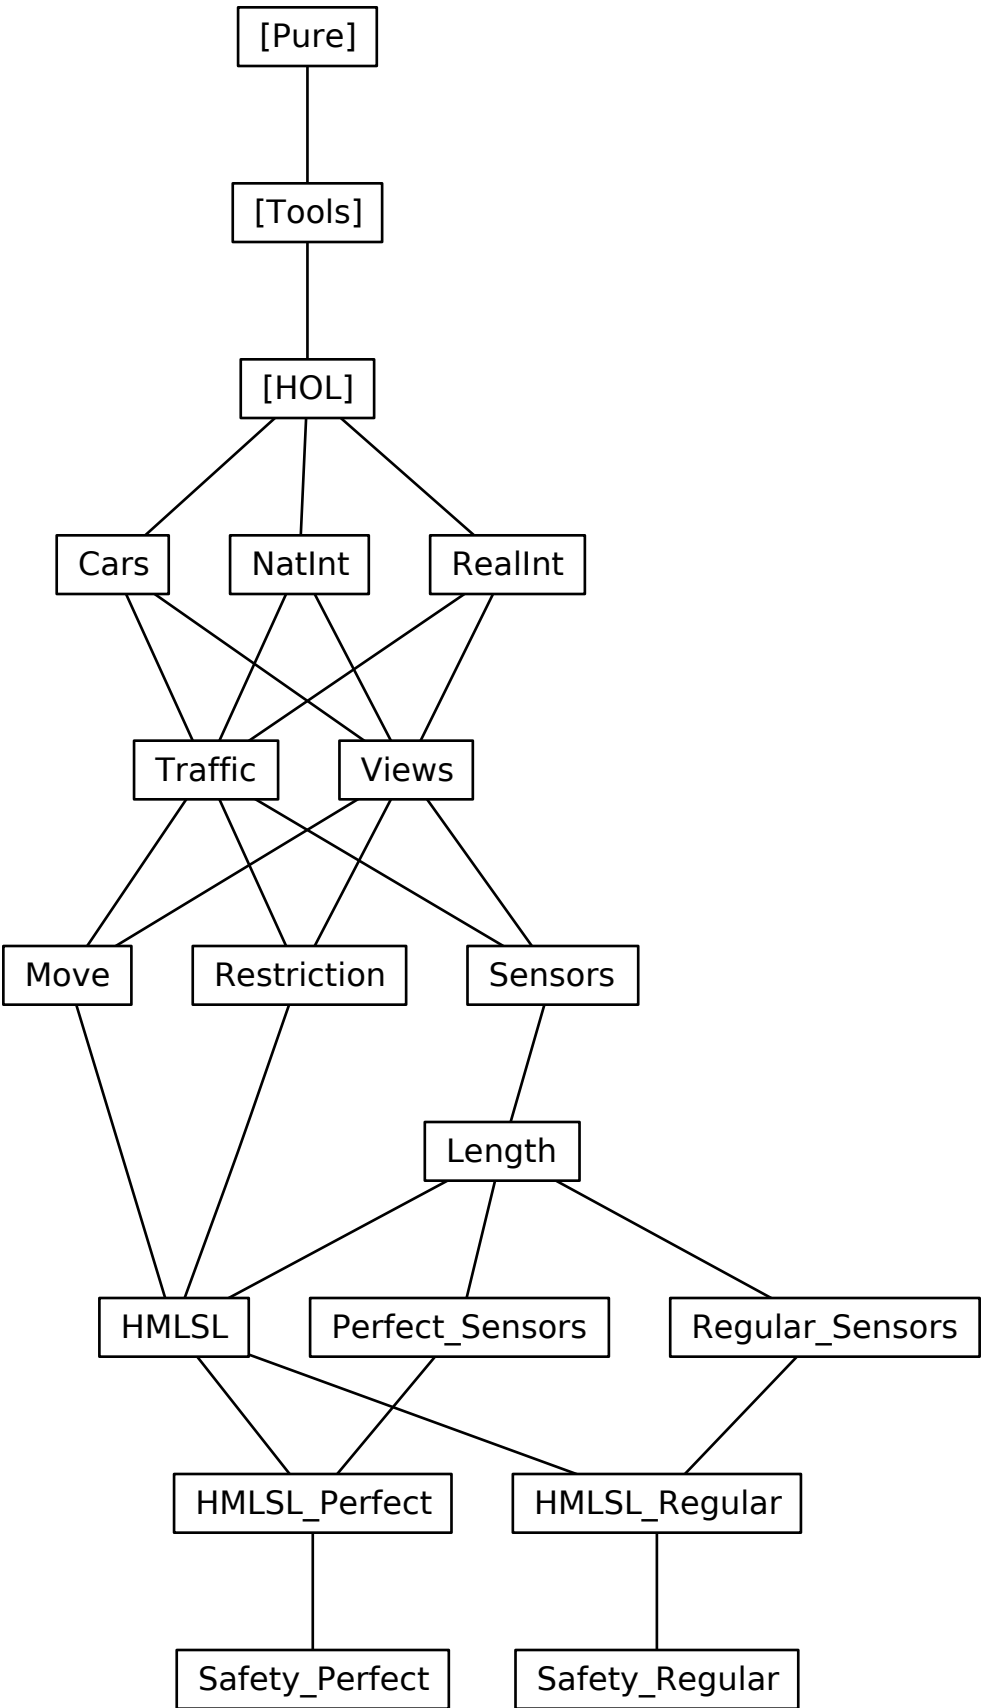 [Pure]
[Tools]
[HOL]
Cars
NatInt
RealInt
Traffic
Views
Move
Restriction
Sensors
Length
HMLSL
Perfect_Sensors
Regular_Sensors
HMLSL_Perfect
HMLSL_Regular
Safety_Perfect
Safety_Regular